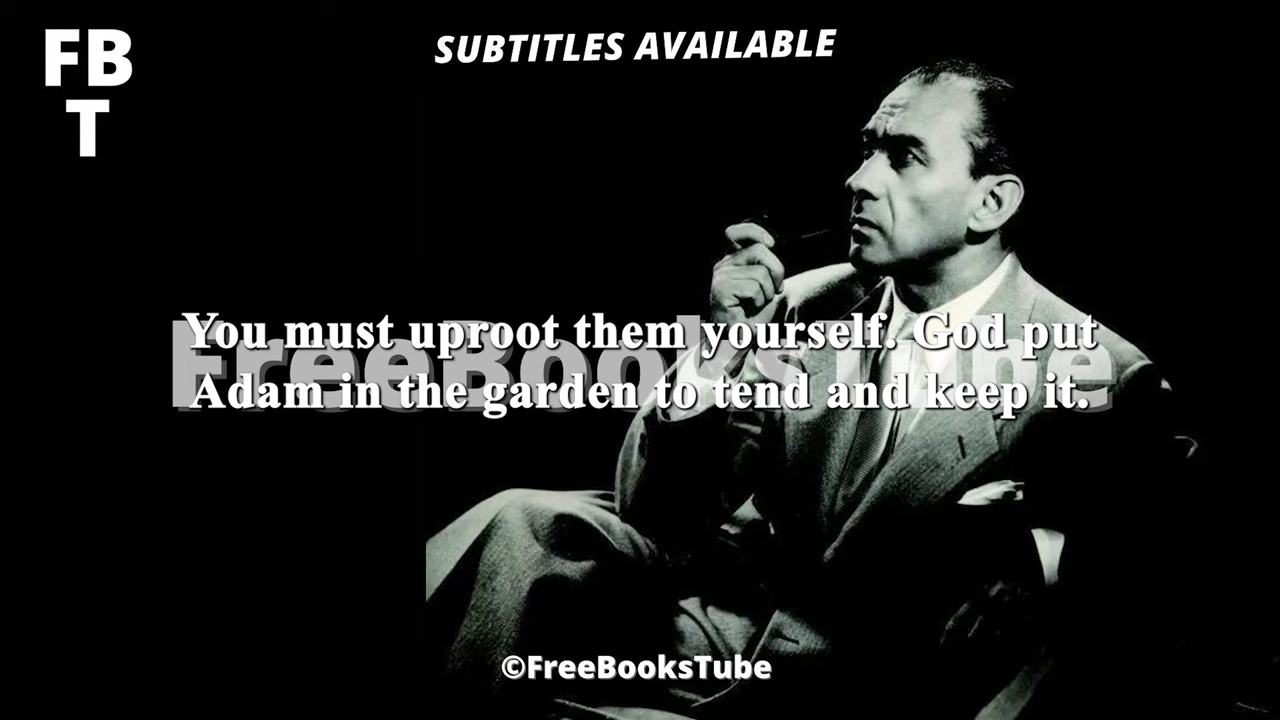 FB
T
SUBTITLES AVAILABLE
FreeBooksTube
You must uproot them yourself. God put
Adam in the garden to tend and keep it.
©FreeBooksTube